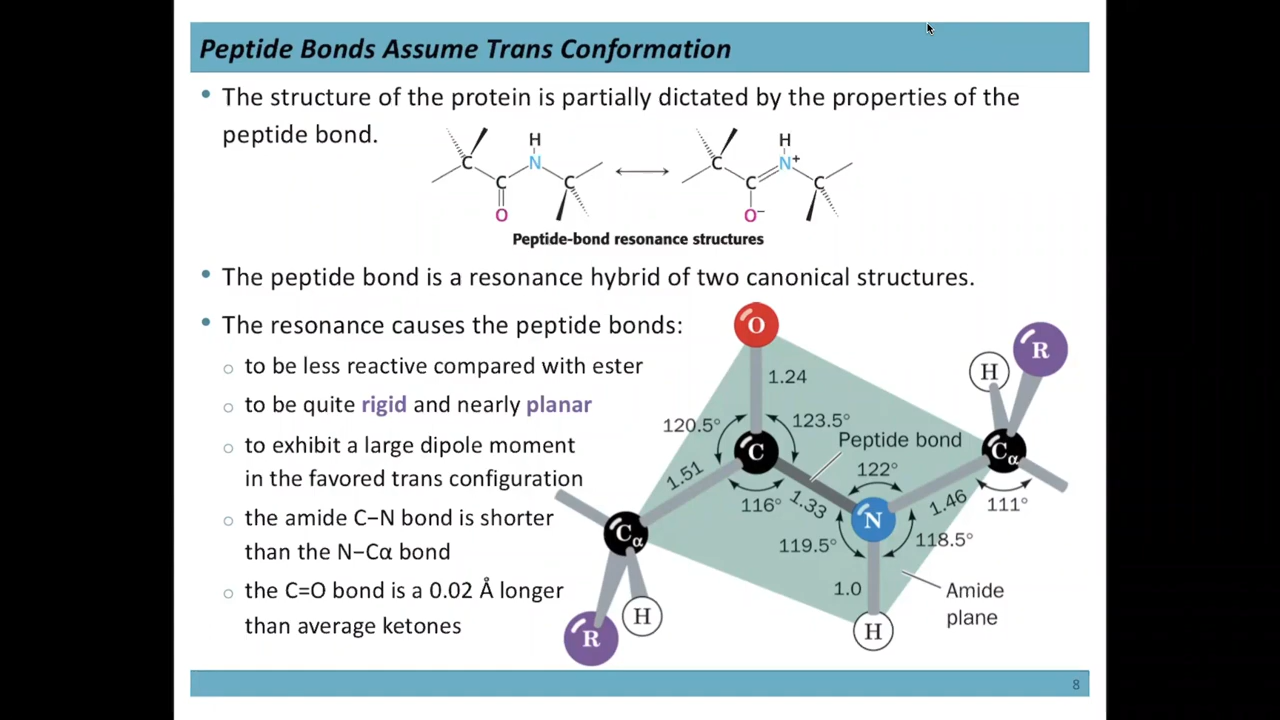 Peptide Bonds Assume Trans Conformation
• The structure of the protein is partially dictated by the properties of the
peptide bond.
H
C
N
C
C
O
H
C
N+
C
C
O−
Peptide-bond resonance structures
• The peptide bond is a resonance hybrid of two canonical structures.
• The resonance causes the peptide bonds:
○ to be less reactive compared with ester
○ to be quite rigid and nearly planar
○ to exhibit a large dipole moment
in the favored trans configuration
○ the amide C−N bond is shorter
than the N−Cα bond
○ the C=O bond is a 0.02 Å longer
than average ketones
O
R
H
1.24
120.5°
123.5°
Peptide bond
C
Cα
122°
1.51
116°
1.33
1.46
111°
N
Cα
119.5°
118.5°
1.0
Amide
plane
H
R
H
8